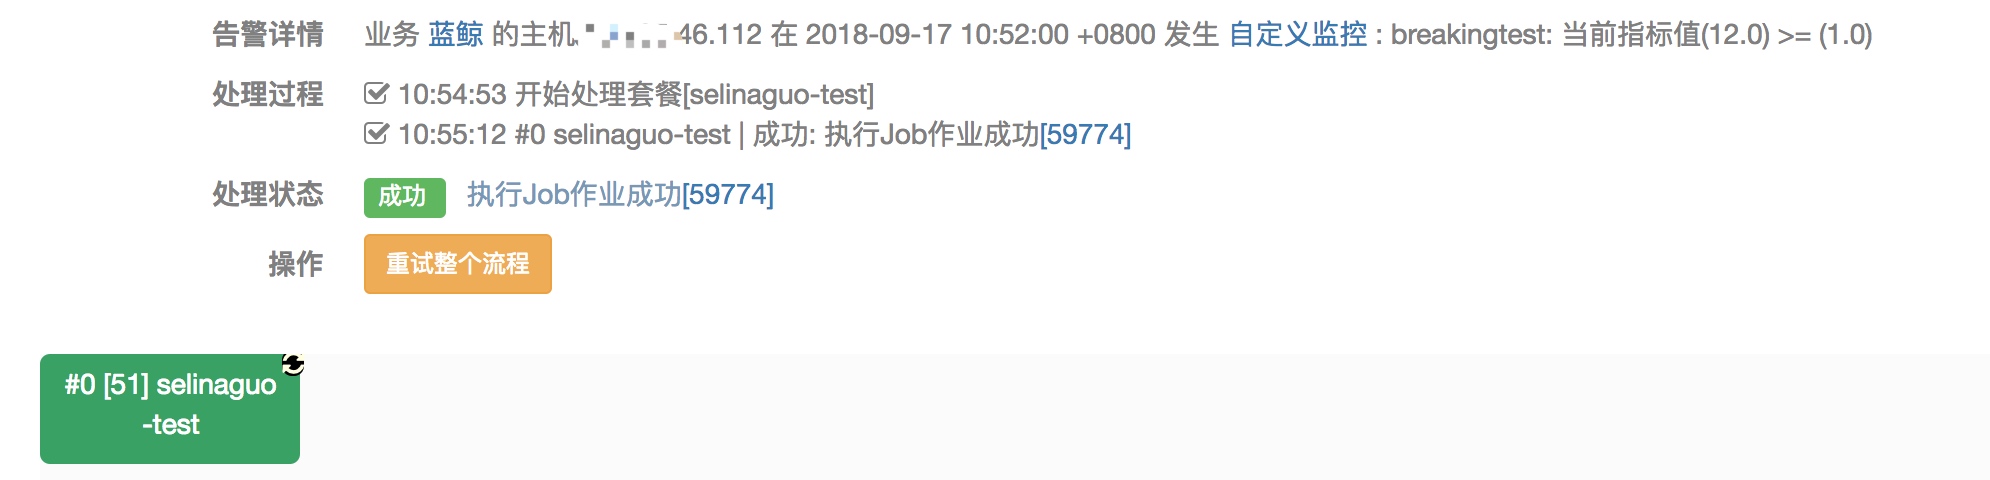 告警详情 业务 蓝鲸 的主机 46.112 在 2018-09-17 10:52:00 +0800 发生 自定义监控 : breakingtest: 当前指标值(12.0) >= (1.0)
处理过程 10:54:53 开始处理套餐[selinaguo-test]
10:55:12 #0 selinaguo-test | 成功: 执行Job作业成功[59774]
处理状态 成功 执行Job作业成功[59774]
操作 重试整个流程
#0 [51] selinaguo
-test